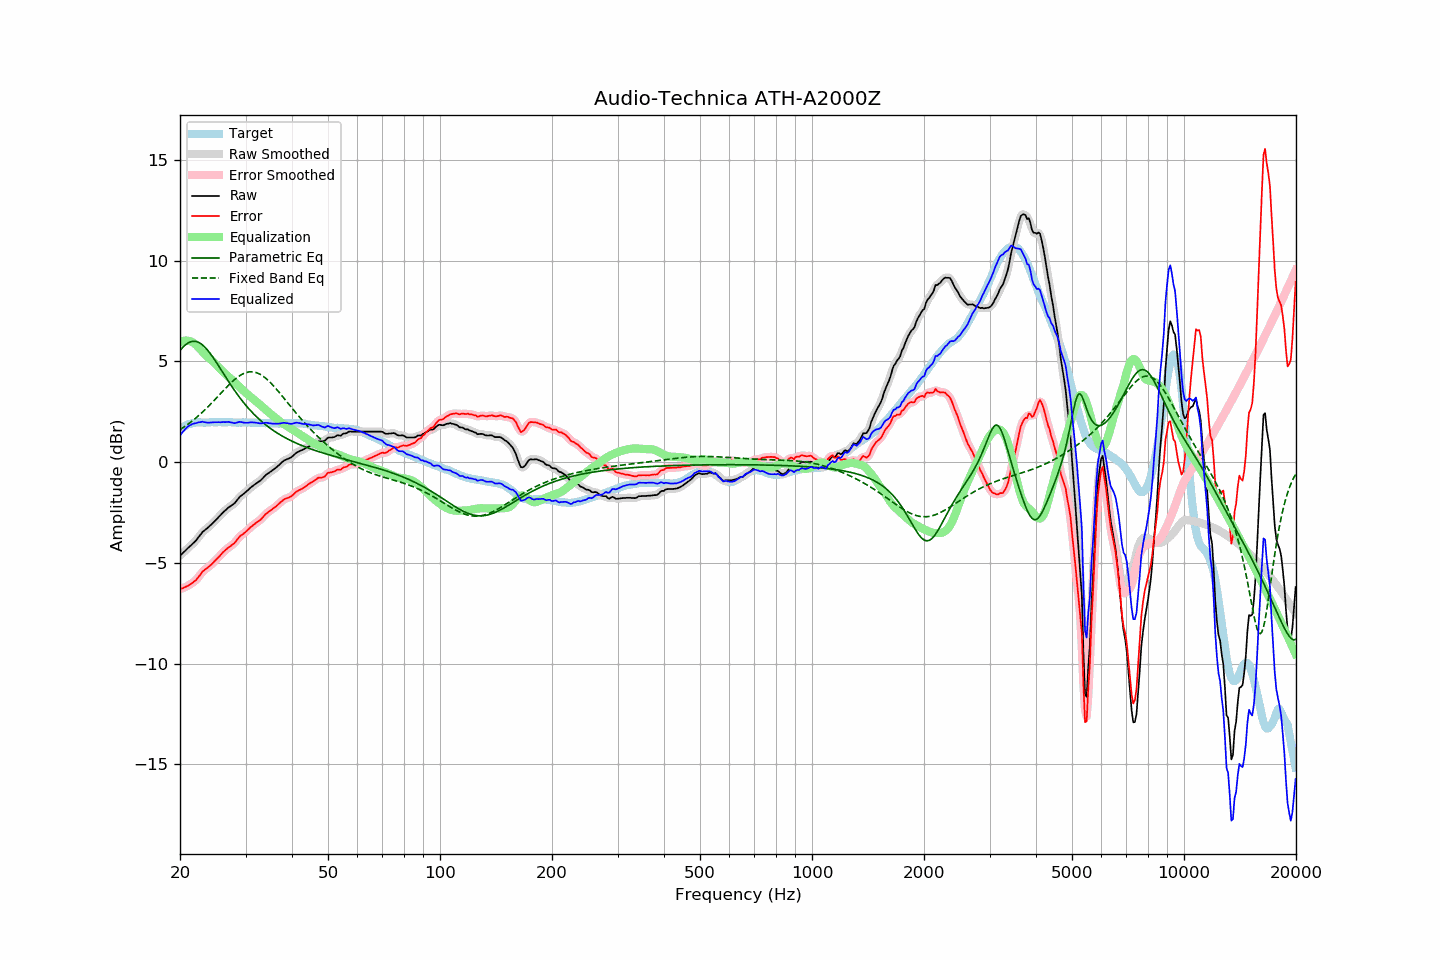 Audio-Technica ATH-A2000Z
Target
Raw Smoothed
Error Smoothed
Raw
Error
Equalization
Parametric Eq
Fixed Band Eq
Equalized
15
10
5
0
−5
−10
−15
Amplitude (dBr)
20
50
100
200
500
1000
2000
5000
10000
20000
Frequency (Hz)